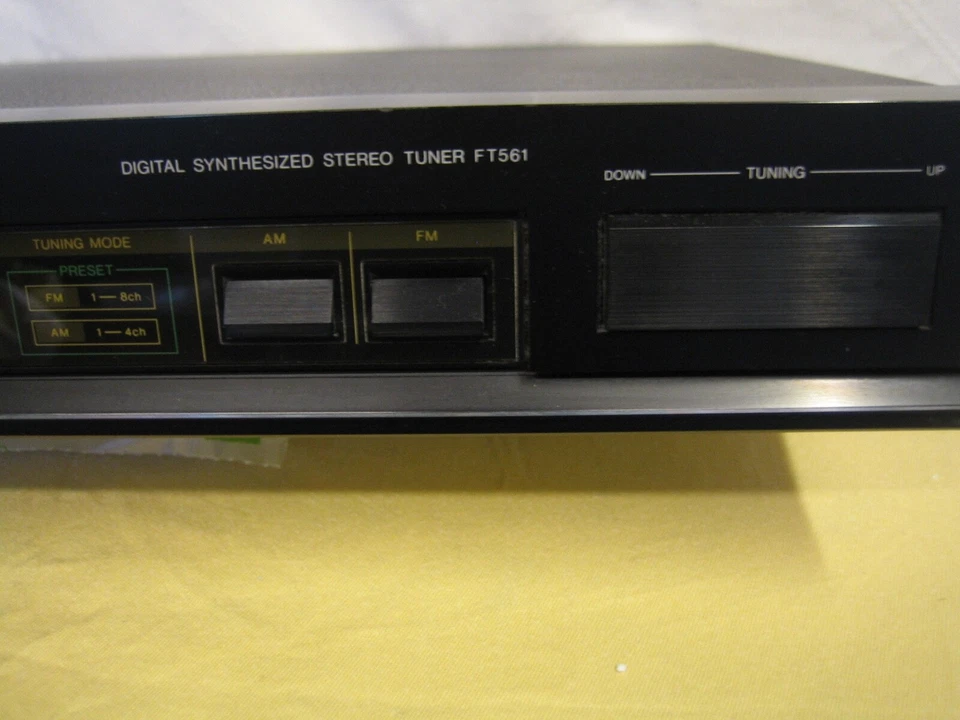 DIGITAL SYNTHESIZED STEREO TUNER FT561
DOWN TUNING UP
TUNING MODE
AM
FM
PRESET
FM 1—8ch
AM 1—4ch